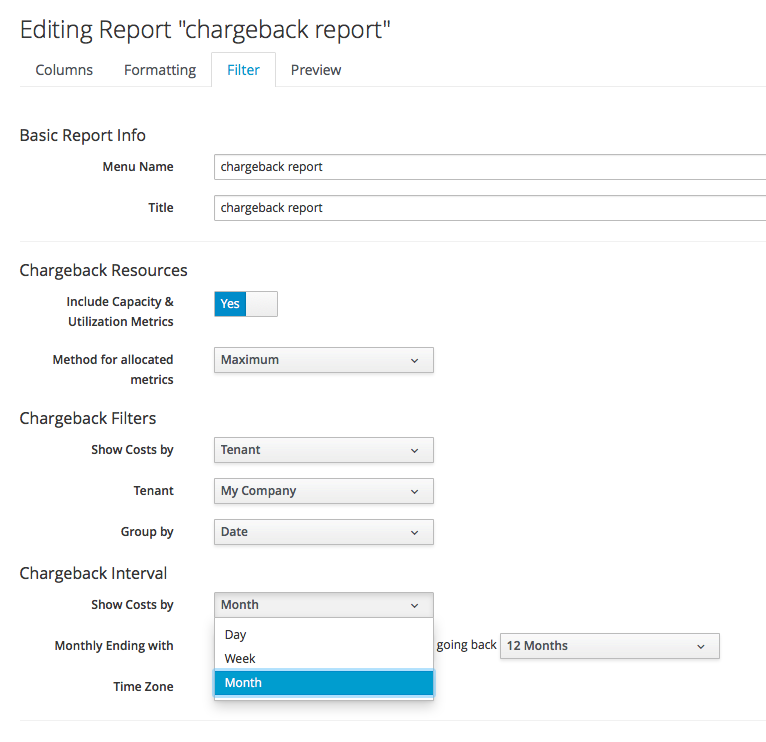 Editing Report "chargeback report"
Columns Formatting Filter Preview
Basic Report Info
Menu Name chargeback report
Title chargeback report
Chargeback Resources
Include Capacity & Yes
Utilization Metrics
Method for allocated Maximum
metrics
Chargeback Filters
Show Costs by Tenant
Tenant My Company
Group by Date
Chargeback Interval
Show Costs by Month
Day
Monthly Ending with going back 12 Months
Week
Month
Time Zone